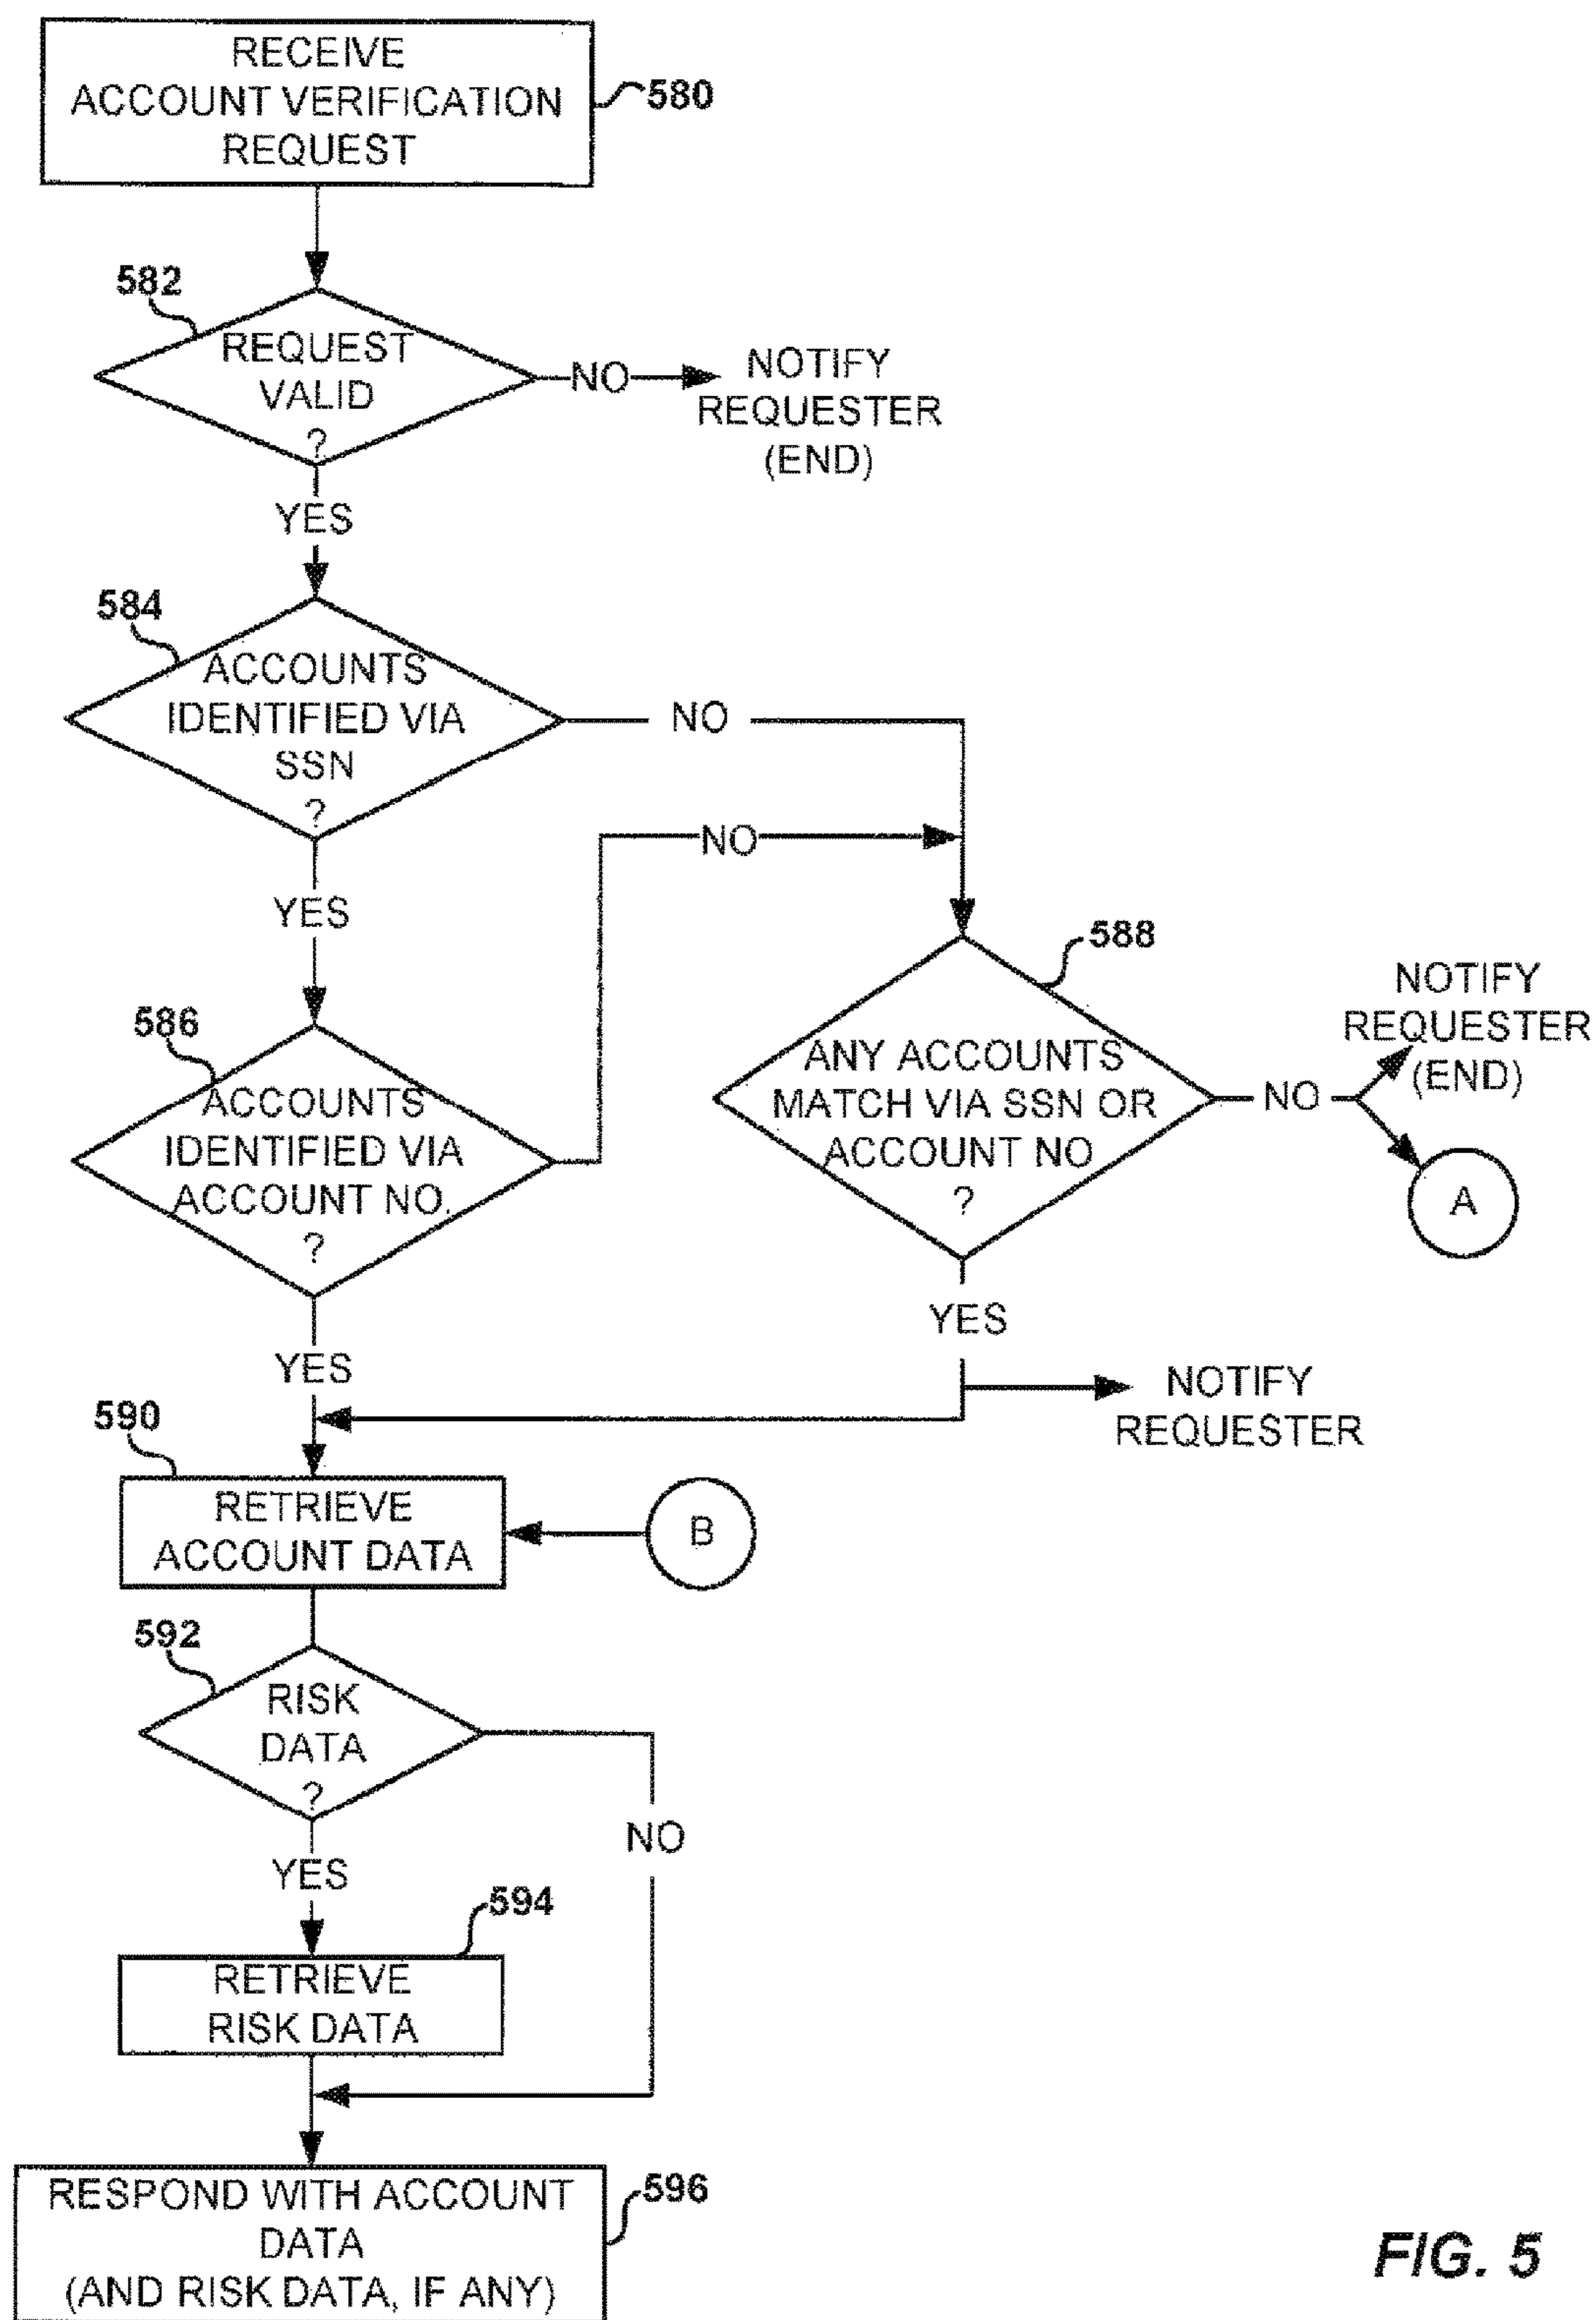 RECEIVE
ACCOUNT VERIFICATION
REQUEST
580
582
REQUEST
VALID
?
NO
NOTIFY
REQUESTER
(END)
YES
584
ACCOUNTS
IDENTIFIED VIA
SSN
?
NO
NO
YES
588
586
ACCOUNTS
IDENTIFIED VIA
ACCOUNT NO.
?
ANY ACCOUNTS
MATCH VIA SSN OR
ACCOUNT NO
?
NO
NOTIFY
REQUESTER
(END)
A
YES
YES
NOTIFY
REQUESTER
590
RETRIEVE
ACCOUNT DATA
B
592
RISK
DATA
?
NO
YES
594
RETRIEVE
RISK DATA
RESPOND WITH ACCOUNT
DATA
(AND RISK DATA, IF ANY)
596
FIG. 5